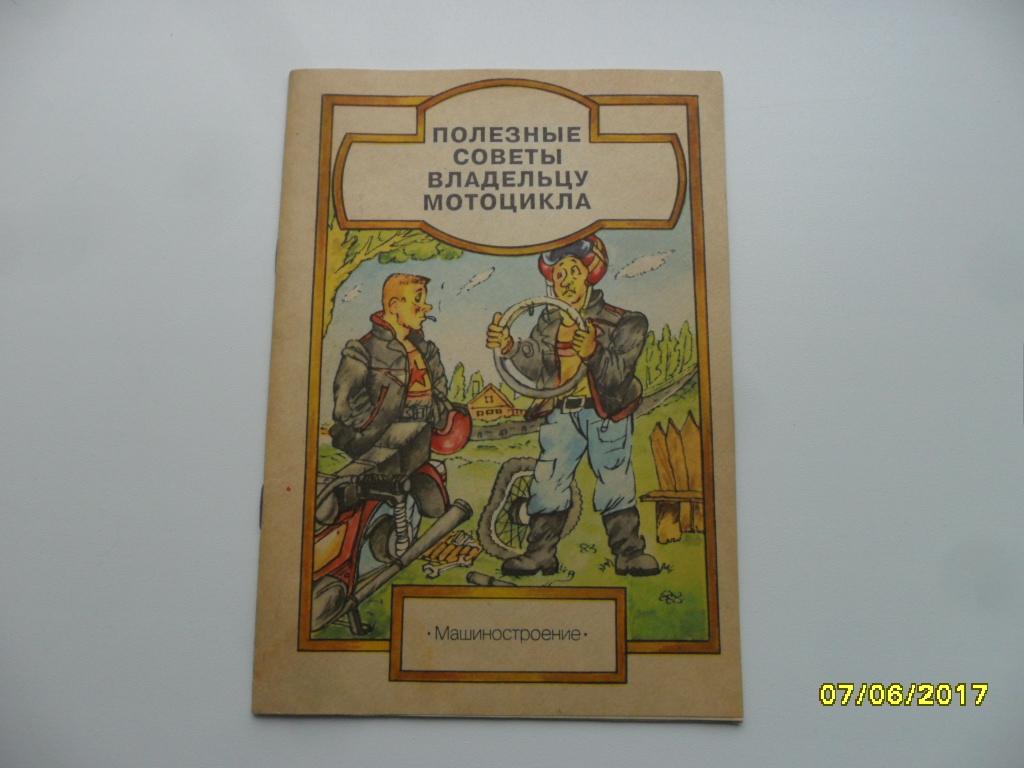 ПОЛЕЗНЫЕ
СОВЕТЫ
ВЛАДЕЛЬЦУ
МОТОЦИКЛА
·Машиностроение·
07/06/2017